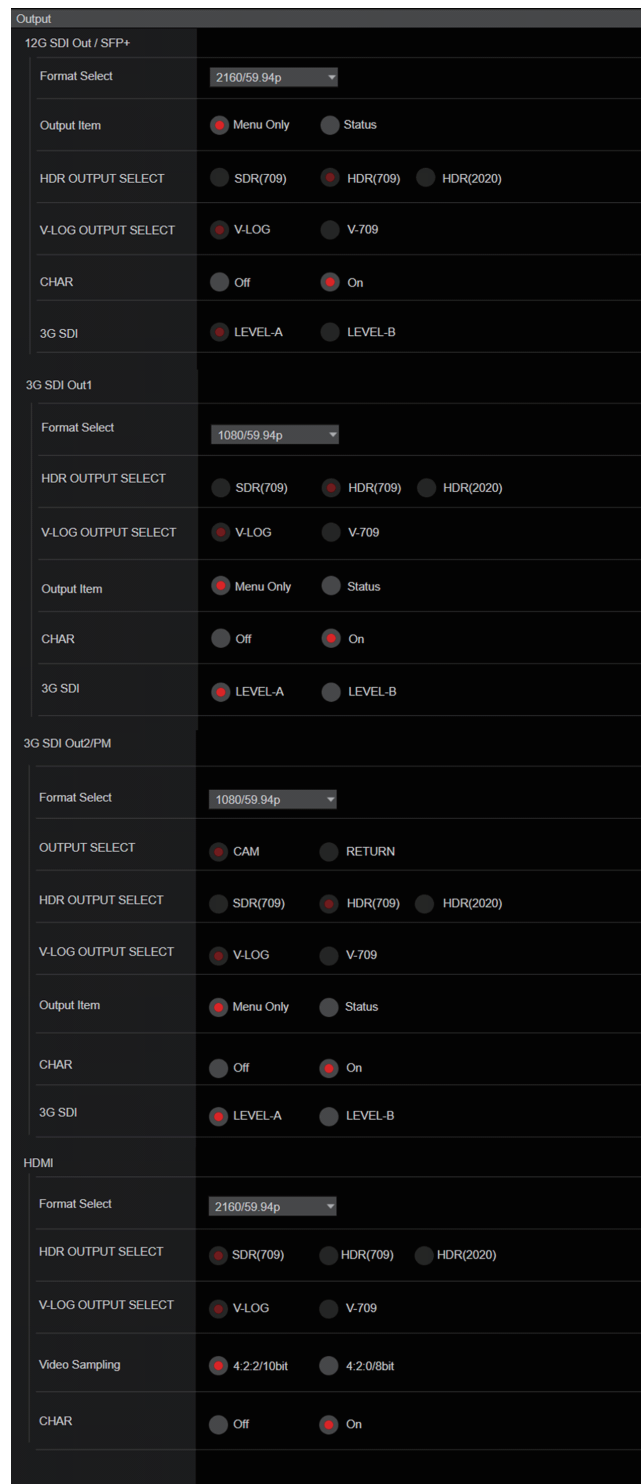 Output
12G SDI Out / SFP+
Format Select 2160/59.94p
Output Item Menu Only Status
HDR OUTPUT SELECT SDR(709) HDR(709) HDR(2020)
V-LOG OUTPUT SELECT V-LOG V-709
CHAR Off On
3G SDI LEVEL-A LEVEL-B
3G SDI Out1
Format Select 1080/59.94p
HDR OUTPUT SELECT SDR(709) HDR(709) HDR(2020)
V-LOG OUTPUT SELECT V-LOG V-709
Output Item Menu Only Status
CHAR Off On
3G SDI LEVEL-A LEVEL-B
3G SDI Out2/PM
Format Select 1080/59.94p
OUTPUT SELECT CAM RETURN
HDR OUTPUT SELECT SDR(709) HDR(709) HDR(2020)
V-LOG OUTPUT SELECT V-LOG V-709
Output Item Menu Only Status
CHAR Off On
3G SDI LEVEL-A LEVEL-B
HDMI
Format Select 2160/59.94p
HDR OUTPUT SELECT SDR(709) HDR(709) HDR(2020)
V-LOG OUTPUT SELECT V-LOG V-709
Video Sampling 4:2:2/10bit 4:2:0/8bit
CHAR Off On